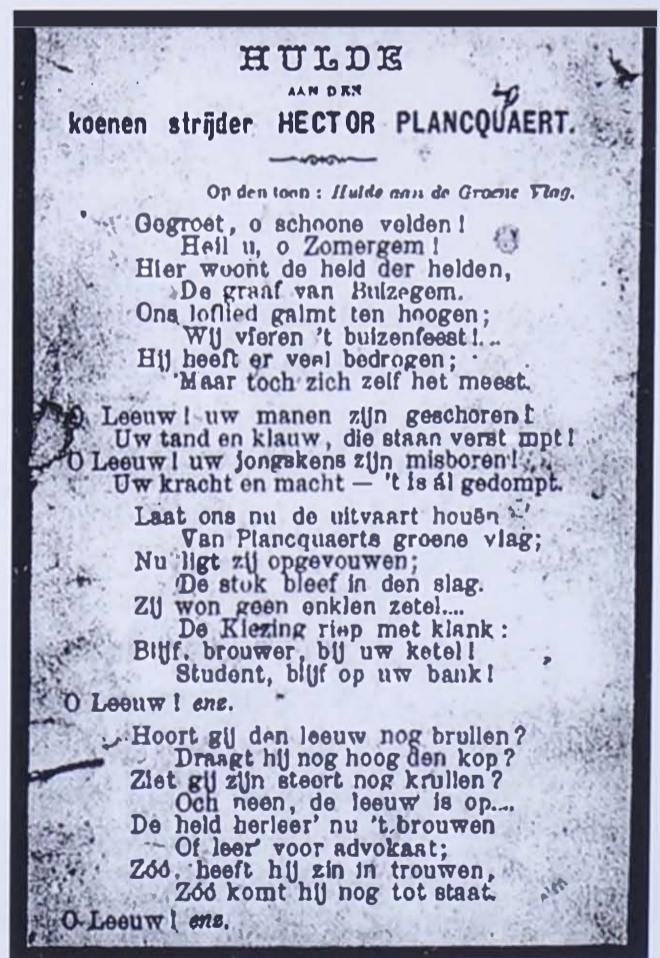 HULDE
AAN DEN
koenen strijder HECTOR PLANCQUAERT.
Op den toon : Hulde aan de Groene Vlag.
Gegroet, o schoone velden !
Heil u, o Zomergem !
Hier woont de held der helden,
De graaf van Buizegem.
Ons loflied galmt ten hoogen ;
Wij vieren 't buizenfeest !...
Hij heeft er veel bedrogen ;
Maar toch zich zelf het meest.
O Leeuw ! uw manen zijn geschoren !
Uw tand en klauw, die staan verstompt !
O Leeuw ! uw jongskens zijn misboren !
Uw kracht en macht — 't is ál gedompt.
Laat ons nu de uitvaart houên
Van Plancquaerts groene vlag ;
Nu ligt zij opgevouwen ;
De stok bleef in den slag.
Zij won geen enklen zetel....
De Kiezing riep met klank :
Blijf, brouwer, bij uw ketel !
Student, blijf op uw bank !
O Leeuw ! enz.
Hoort gij den leeuw nog brullen ?
Draagt hij nog hoog den kop ?
Ziet gij zijn steert nog krullen ?
Och neen, de leeuw is op....
De held herleer' nu 't brouwen
Of leer' voor advokaat ;
Zóó, heeft hij zin in trouwen,
Zóó komt hij nog tot staat.
O Leeuw ! enz.